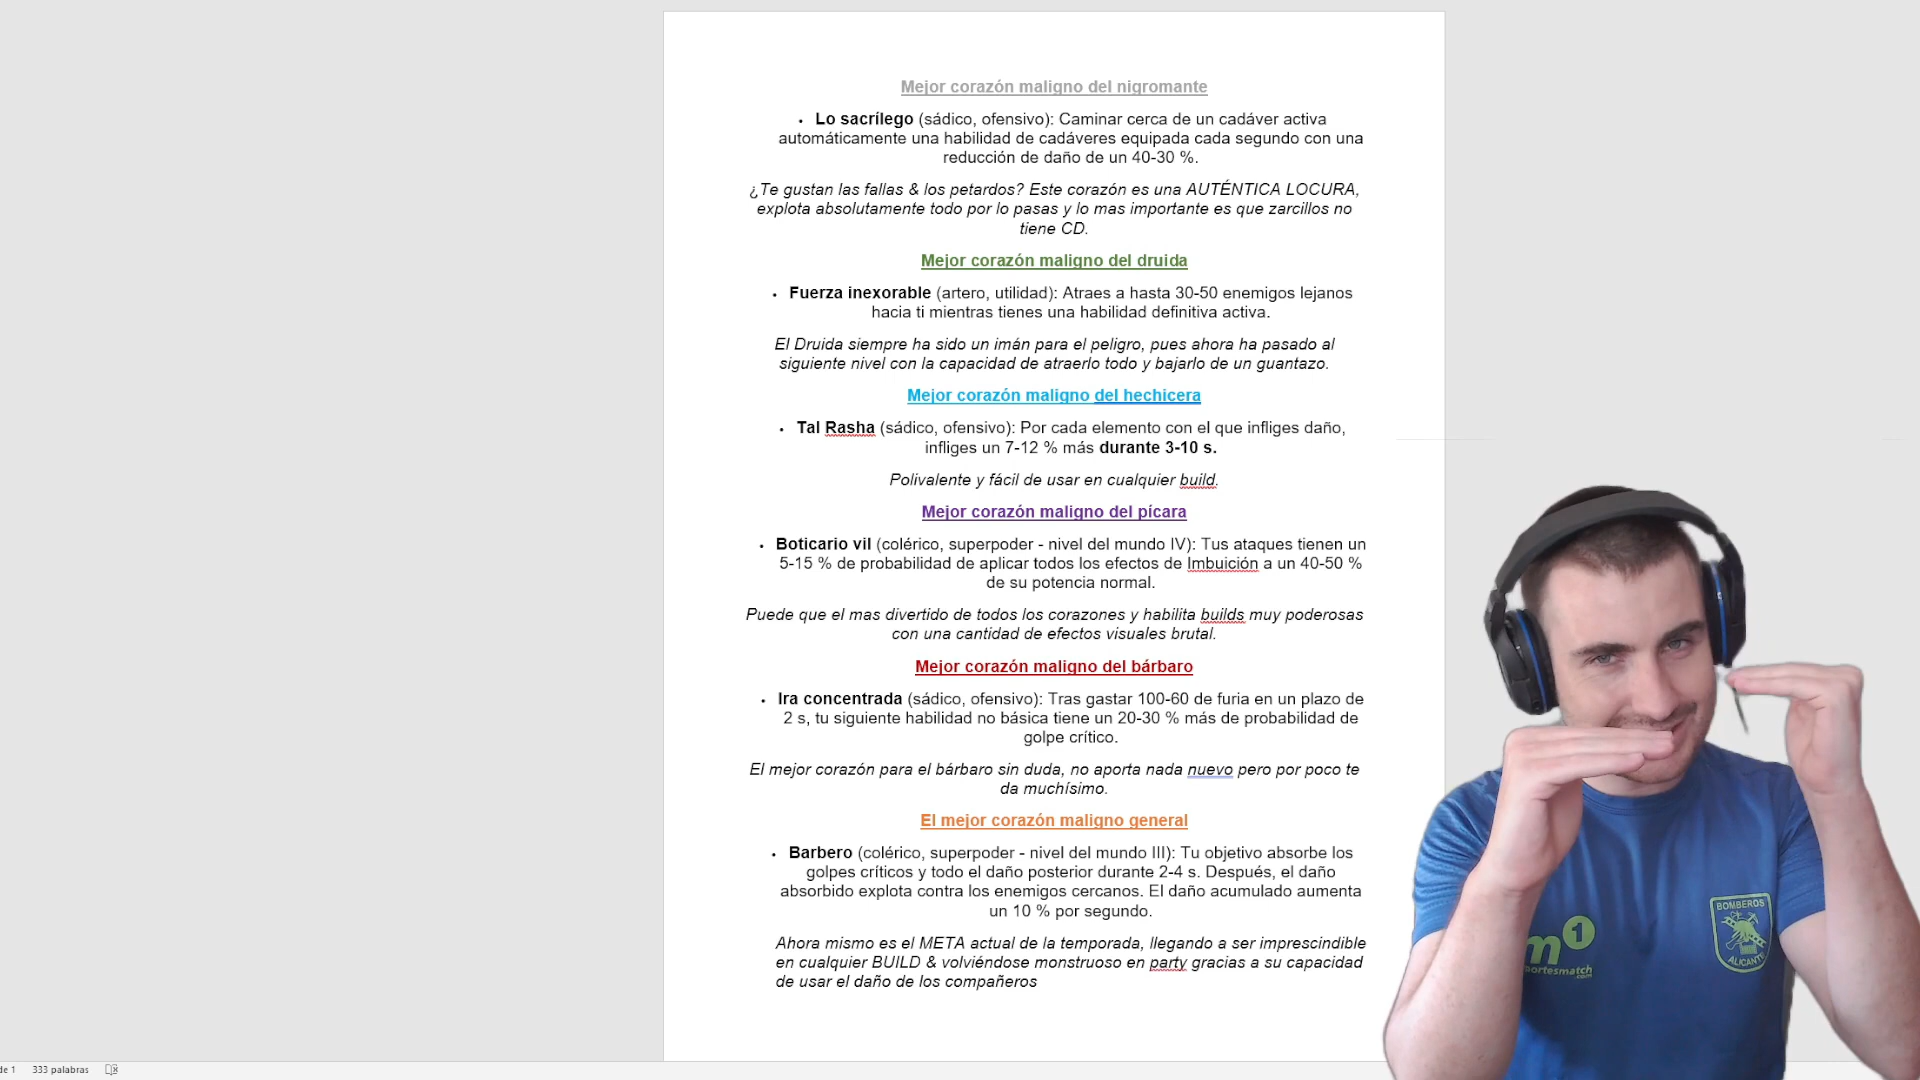 Mejor corazón maligno del nigromante
• Lo sacrílego (sádico, ofensivo): Caminar cerca de un cadáver activa
automáticamente una habilidad de cadáveres equipada cada segundo con una
reducción de daño de un 40-30 %.
¿Te gustan las fallas & los petardos? Este corazón es una AUTÉNTICA LOCURA,
explota absolutamente todo por lo pasas y lo mas importante es que zarcillos no
tiene CD.
Mejor corazón maligno del druida
• Fuerza inexorable (artero, utilidad): Atraes a hasta 30-50 enemigos lejanos
hacia ti mientras tienes una habilidad definitiva activa.
El Druida siempre ha sido un imán para el peligro, pues ahora ha pasado al
siguiente nivel con la capacidad de atraerlo todo y bajarlo de un guantazo.
Mejor corazón maligno del hechicera
• Tal Rasha (sádico, ofensivo): Por cada elemento con el que infliges daño,
infliges un 7-12 % más durante 3-10 s.
Polivalente y fácil de usar en cualquier build.
Mejor corazón maligno del pícara
• Boticario vil (colérico, superpoder - nivel del mundo IV): Tus ataques tienen un
5-15 % de probabilidad de aplicar todos los efectos de Imbuición a un 40-50 %
de su potencia normal.
Puede que el mas divertido de todos los corazones y habilita builds muy poderosas
con una cantidad de efectos visuales brutal.
Mejor corazón maligno del bárbaro
• Ira concentrada (sádico, ofensivo): Tras gastar 100-60 de furia en un plazo de
2 s, tu siguiente habilidad no básica tiene un 20-30 % más de probabilidad de
golpe crítico.
El mejor corazón para el bárbaro sin duda, no aporta nada nuevo pero por poco te
da muchísimo.
El mejor corazón maligno general
• Barbero (colérico, superpoder - nivel del mundo III): Tu objetivo absorbe los
golpes críticos y todo el daño posterior durante 2-4 s. Después, el daño
absorbido explota contra los enemigos cercanos. El daño acumulado aumenta
un 10 % por segundo.
Ahora mismo es el META actual de la temporada, llegando a ser imprescindible
en cualquier BUILD & volviéndose monstruoso en party gracias a su capacidad
de usar el daño de los compañeros
BOMBEROS
ALICANTE
m1
ortesmatch
.com
de 1 333 palabras